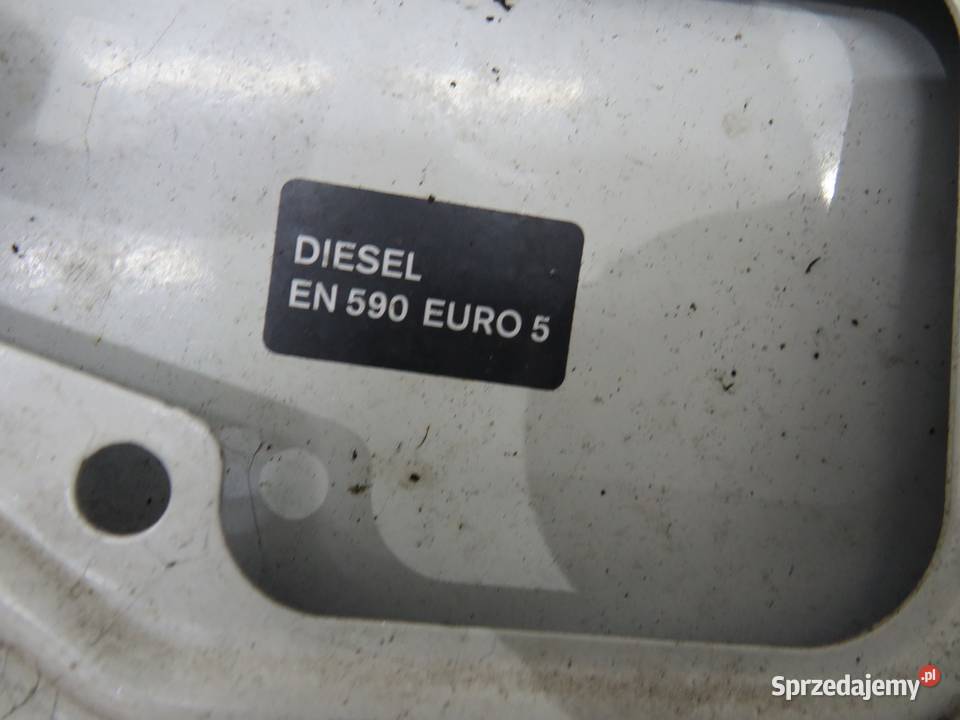 DIESEL
EN 590 EURO 5
Sprzedajemy.pl